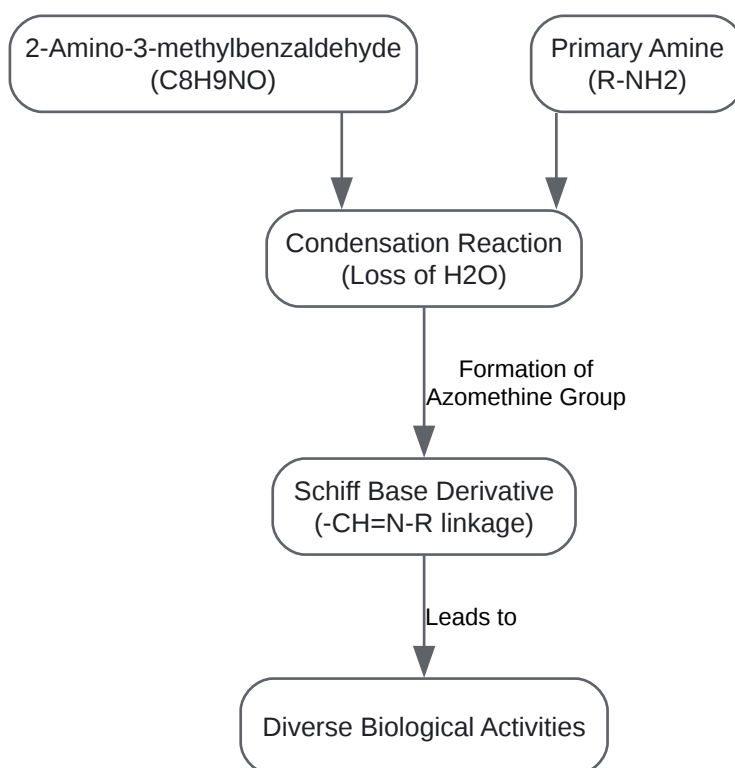 2-Amino-3-methylbenzaldehyde
(C8H9NO)
Primary Amine
(R-NH2)
Condensation Reaction
(Loss of H2O)
Formation of
Azomethine Group
Schiff Base Derivative
(-CH=N-R linkage)
Leads to
Diverse Biological Activities